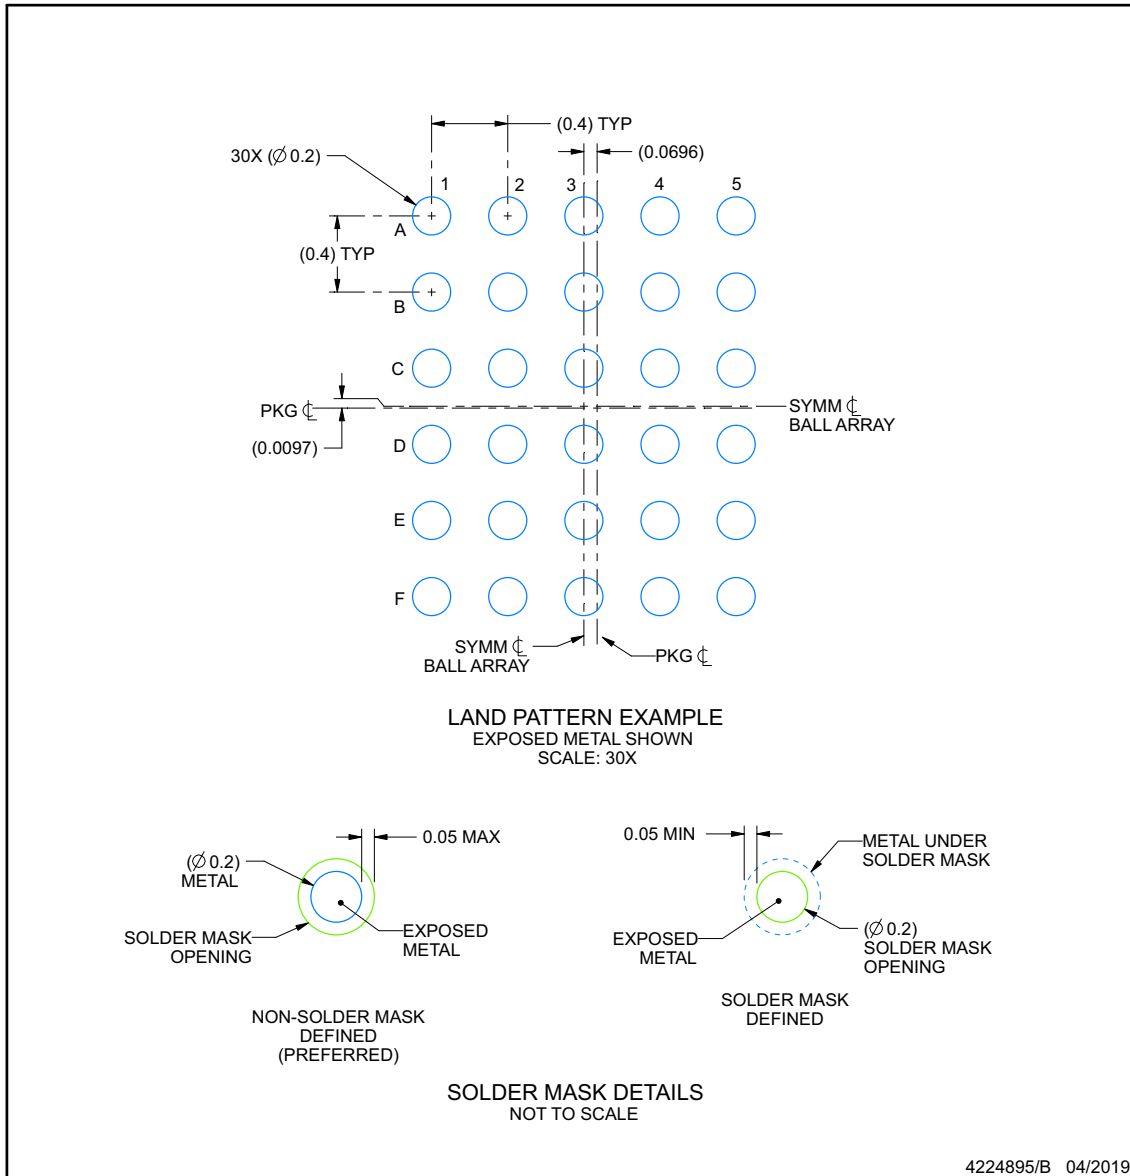 (0.4) TYP
(0.0696)
30X (∅ 0.2)
1
2
3
4
5
A
(0.4) TYP
B
C
PKG ℄
SYMM ℄
BALL ARRAY
(0.0097)
D
E
F
SYMM ℄
BALL ARRAY
PKG ℄
LAND PATTERN EXAMPLE
EXPOSED METAL SHOWN
SCALE: 30X
0.05 MAX
(∅ 0.2)
METAL
SOLDER MASK
OPENING
EXPOSED
METAL
NON-SOLDER MASK
DEFINED
(PREFERRED)
0.05 MIN
METAL UNDER
SOLDER MASK
EXPOSED
METAL
(∅ 0.2)
SOLDER MASK
OPENING
SOLDER MASK
DEFINED
SOLDER MASK DETAILS
NOT TO SCALE
4224895/B 04/2019